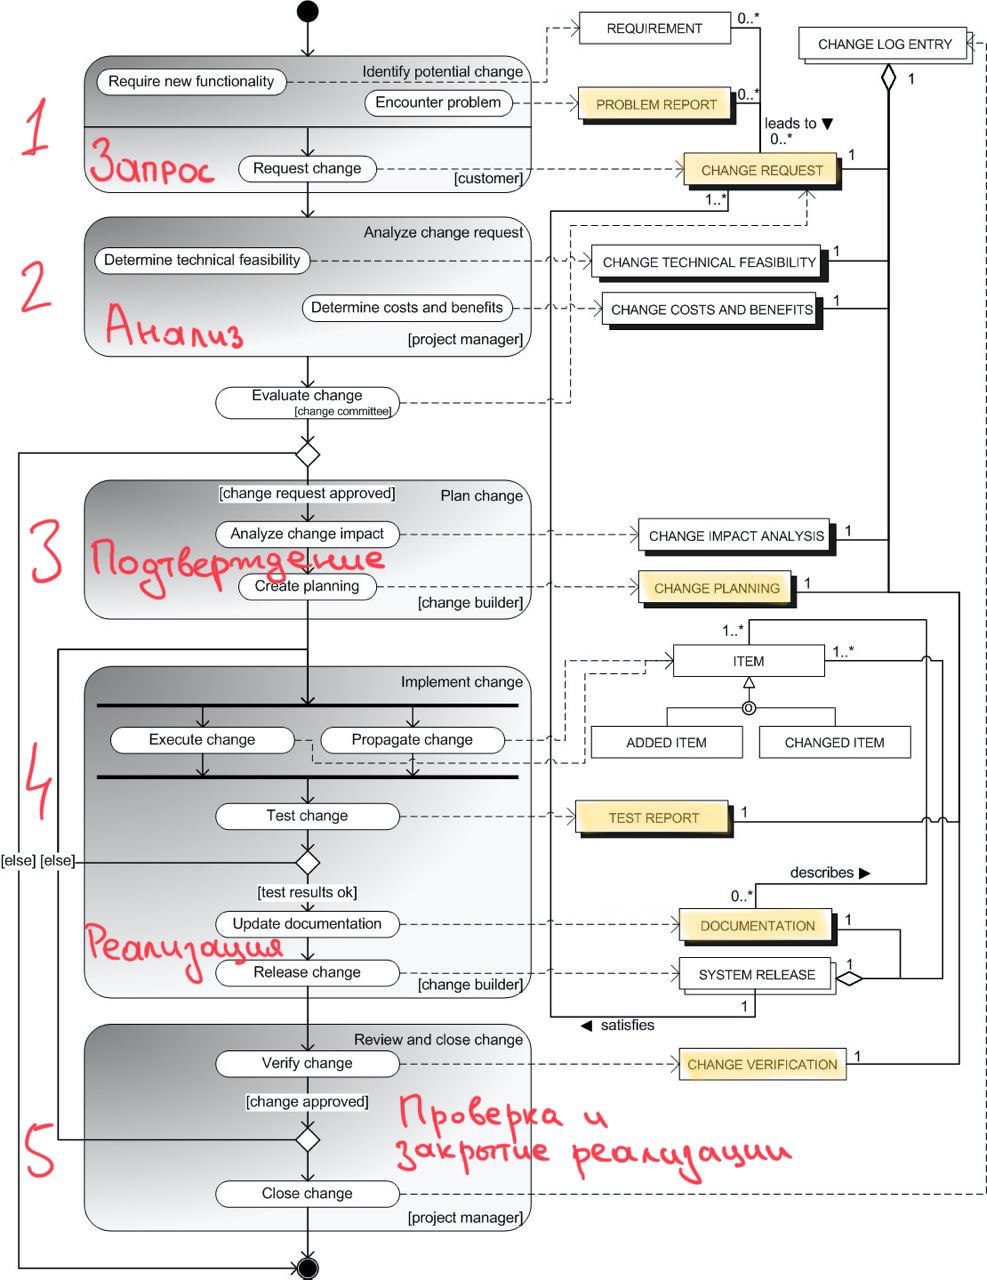 REQUIREMENT
0..*
CHANGE LOG ENTRY
1
Identify potential change
Require new functionality
Encounter problem
PROBLEM REPORT
0..*
leads to ▼
0..*
1
Запрос
Request change
[customer]
CHANGE REQUEST
1
1..*
Analyze change request
2
Determine technical feasibility
CHANGE TECHNICAL FEASIBILITY
1
Determine costs and benefits
CHANGE COSTS AND BENEFITS
1
Анализ
[project manager]
Evaluate change
[change committee]
[change request approved]
Plan change
3
Analyze change impact
CHANGE IMPACT ANALYSIS
1
Подтверждение
Create planning
CHANGE PLANNING
1
[change builder]
1..*
ITEM
1..*
Implement change
O
Execute change
Propagate change
ADDED ITEM
CHANGED ITEM
4
Test change
TEST REPORT
1
[else]
[else]
[test results ok]
describes ▶
0..*
Update documentation
DOCUMENTATION
1
Реализация
Release change
SYSTEM RELEASE
1
[change builder]
1
◀ satisfies
Review and close change
Verify change
CHANGE VERIFICATION
1
[change approved]
5
Проверка и
закрытие реализации
Close change
[project manager]